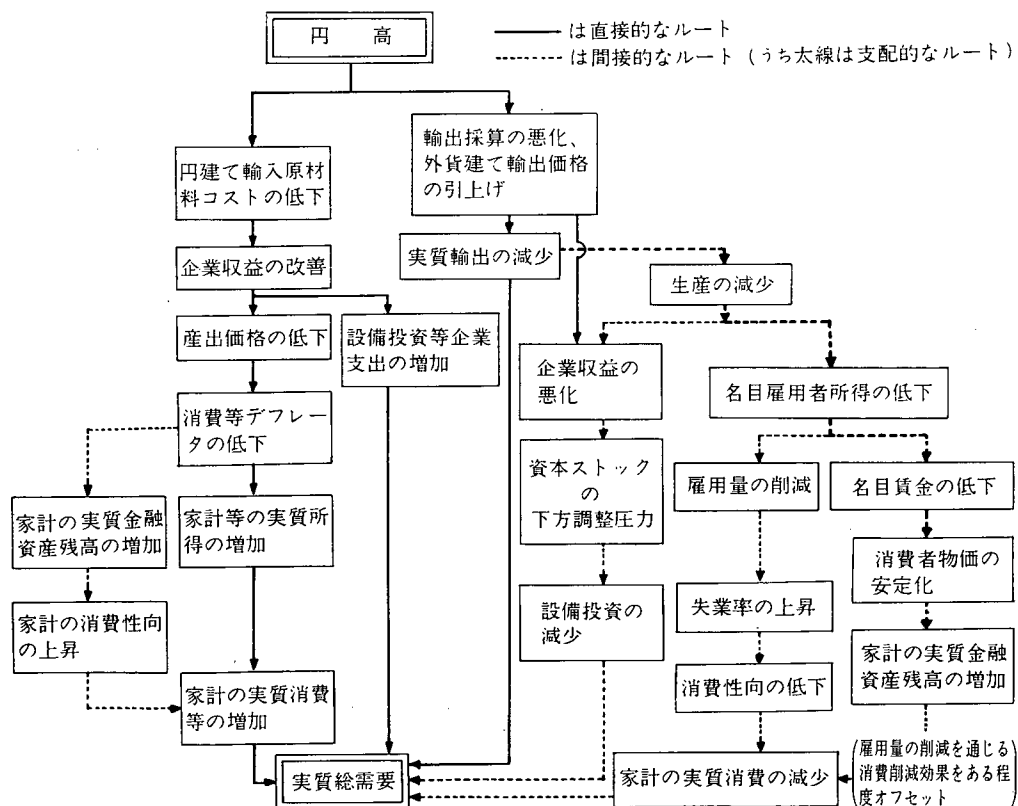 円　高
は直接的なルート
は間接的なルート（うち太線は支配的なルート）
円建て輸入原材
料コストの低下
輸出採算の悪化、
外貨建て輸出価格
の引上げ
企業収益の改善
実質輸出の減少
生産の減少
産出価格の低下
設備投資等企業
支出の増加
企業収益の
悪化
名目雇用者所得の低下
消費等デフレー
タの低下
資本ストック
の
下方調整圧力
雇用量の削減
名目賃金の低下
家計の実質金融
資産残高の増加
家計等の実質所
得の増加
消費者物価の
安定化
家計の消費性向
の上昇
設備投資の
減少
失業率の上昇
家計の実質金融
資産残高の増加
家計の実質消費
等の増加
消費性向の低下
実質総需要
家計の実質消費の減少
（雇用量の削減を通じる
消費削減効果をある程
度オフセット）